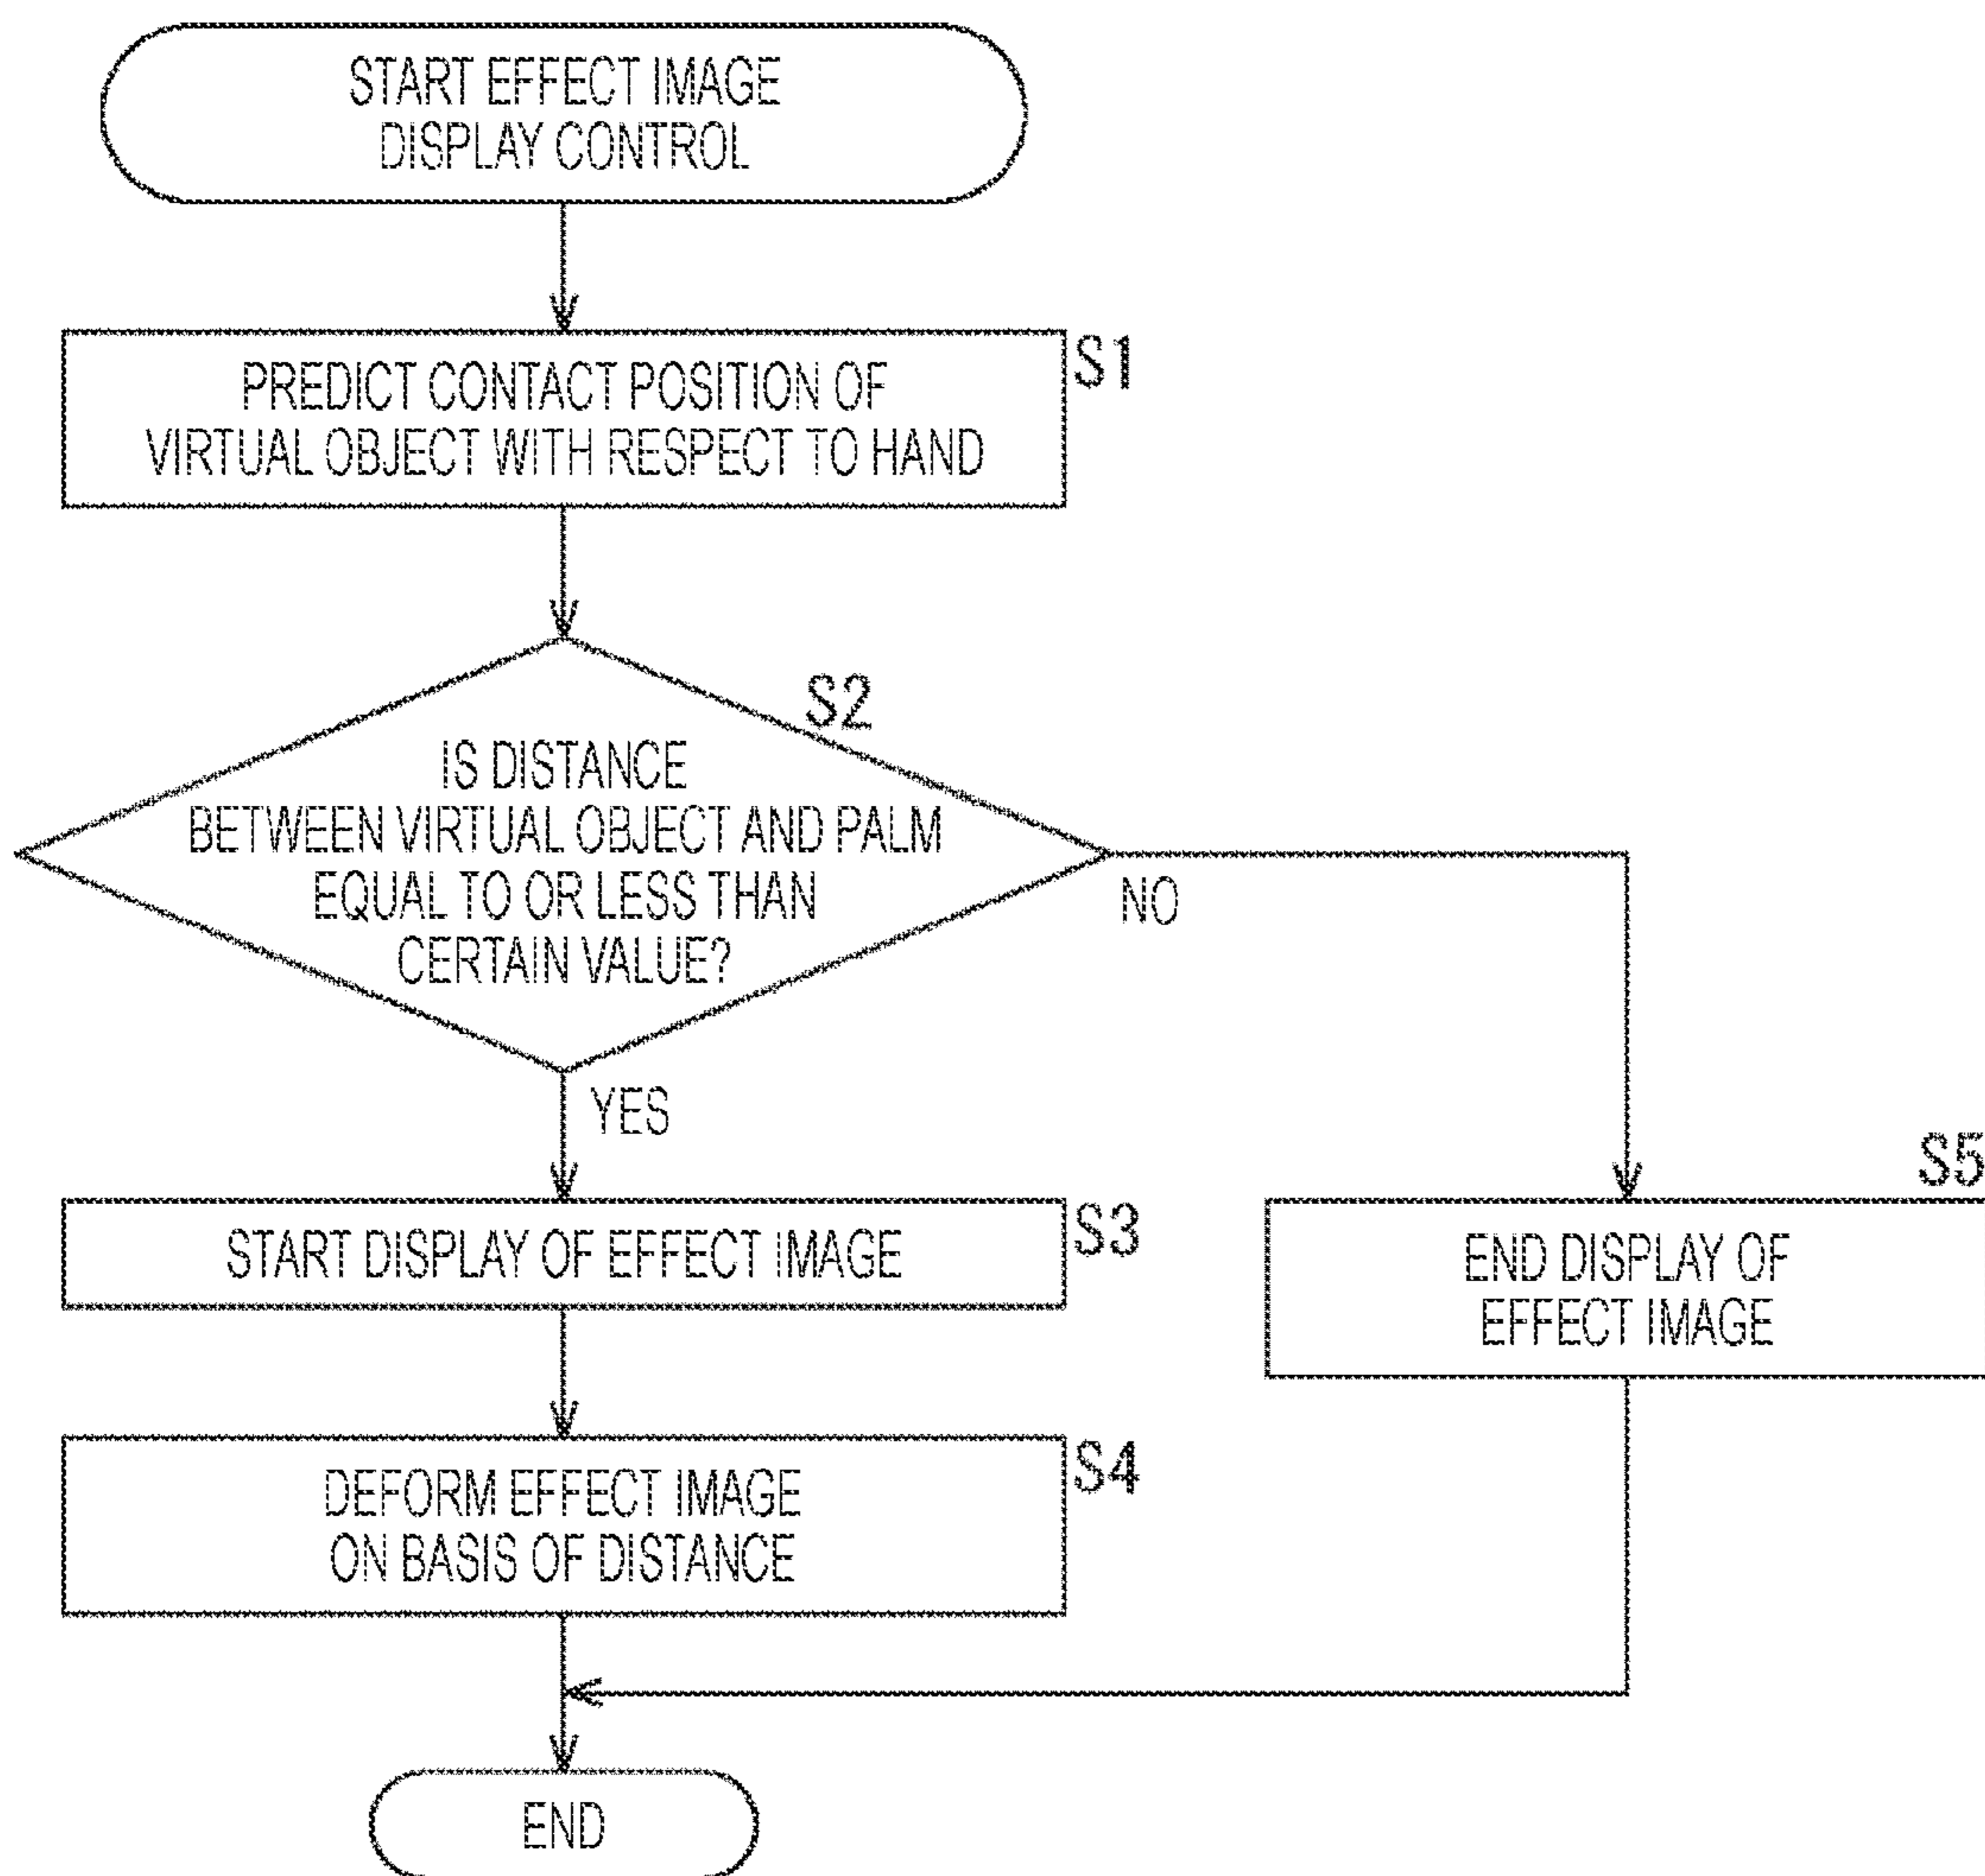 START EFFECT IMAGE
DISPLAY CONTROL
PREDICT CONTACT POSITION OF
VIRTUAL OBJECT WITH RESPECT TO HAND
S1
S2
IS DISTANCE
BETWEEN VIRTUAL OBJECT AND PALM
EQUAL TO OR LESS THAN
CERTAIN VALUE?
NO
YES
START DISPLAY OF EFFECT IMAGE
S3
S5
END DISPLAY OF
EFFECT IMAGE
DEFORM EFFECT IMAGE
ON BASIS OF DISTANCE
S4
END